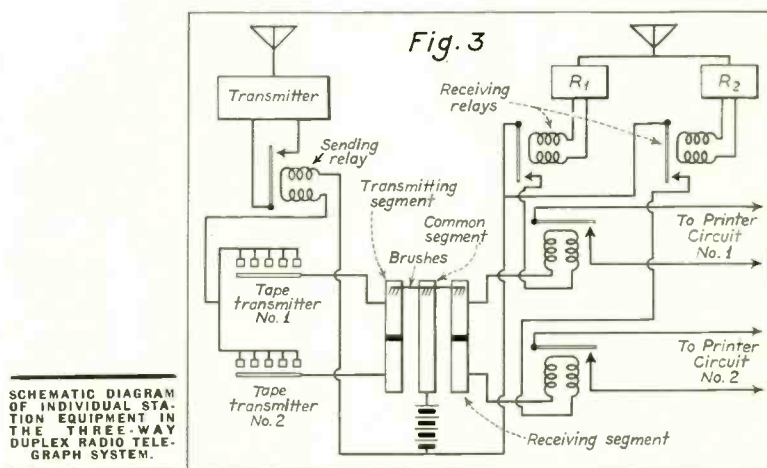 Fig. 3
Transmitter
Sending
relay
Receiving
relays
R1
R2
Transmitting
segment
Common
segment
Brushes
Tape
transmitter
No. 1
Tape
transmitter
No. 2
To Printer
Circuit
No. 1
To Printer
Circuit
No. 2
Receiving segment
SCHEMATIC DIAGRAM
OF INDIVIDUAL STA-
TION EQUIPMENT IN
THE THREE-WAY
DUPLEX RADIO TELE-
GRAPH SYSTEM.